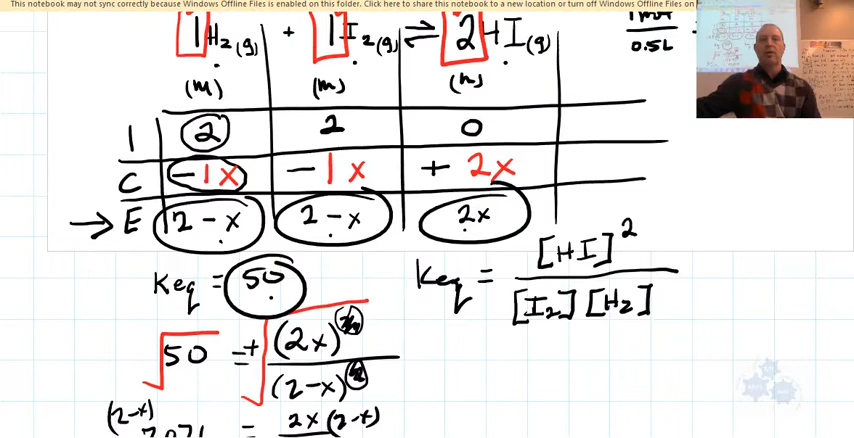 This notebook may not sync correctly because Windows Offline Files is enabled on this folder. Click here to share this notebook to a new location or turn off Windows Offline Files on
1H₂(g) + 1I₂(g) ⇌ 2HI(g)
0.5L
(m) (m) (m)
I 2 2 0
C -1x -1x + 2x
→ E 2-x 2-x 2x
Keq = 50 Keq = [HI]² / [I₂][H₂]
√50 = + √(2x) / (2-x)
(2-x) 2x(2-x)
7.071 =